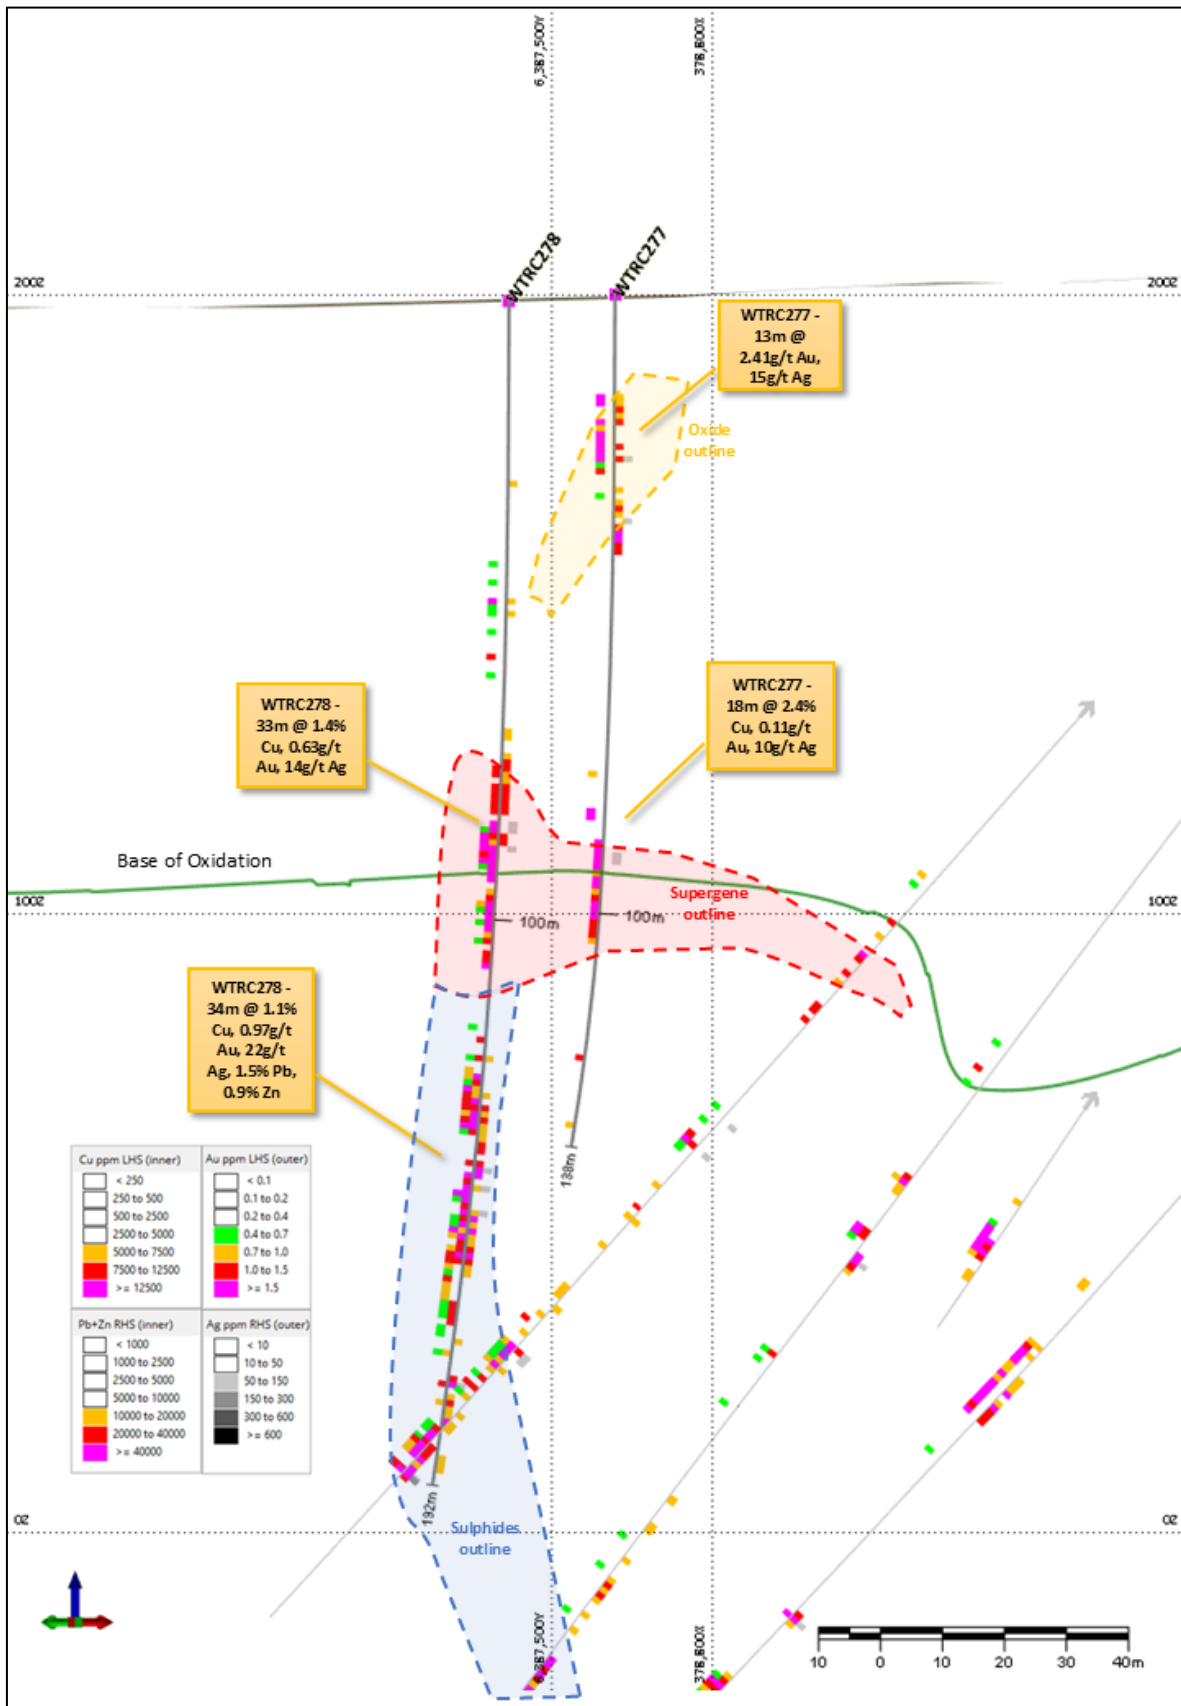 6,387,500Y
378,800X
WTRC278
WTRC277
200Z
200Z
WTRC277 -
13m @
2.41g/t Au,
15g/t Ag
Oxide
outline
WTRC278 -
33m @ 1.4%
Cu, 0.63g/t
Au, 14g/t Ag
WTRC277 -
18m @ 2.4%
Cu, 0.11g/t
Au, 10g/t Ag
Base of Oxidation
Supergene
outline
100Z
100Z
100m
100m
WTRC278 -
34m @ 1.1%
Cu, 0.97g/t
Au, 22g/t
Ag, 1.5% Pb,
0.9% Zn
138m
Cu ppm LHS (inner)
< 250
250 to 500
500 to 2500
2500 to 5000
5000 to 7500
7500 to 12500
>= 12500
Au ppm LHS (outer)
< 0.1
0.1 to 0.2
0.2 to 0.4
0.4 to 0.7
0.7 to 1.0
1.0 to 1.5
>= 1.5
Pb+Zn RHS (inner)
< 1000
1000 to 2500
2500 to 5000
5000 to 10000
10000 to 20000
20000 to 40000
>= 40000
Ag ppm RHS (outer)
< 10
10 to 50
50 to 150
150 to 300
300 to 600
>= 600
192m
Sulphides
outline
0Z
0Z
6,387,500Y
378,800X
10 0 10 20 30 40m